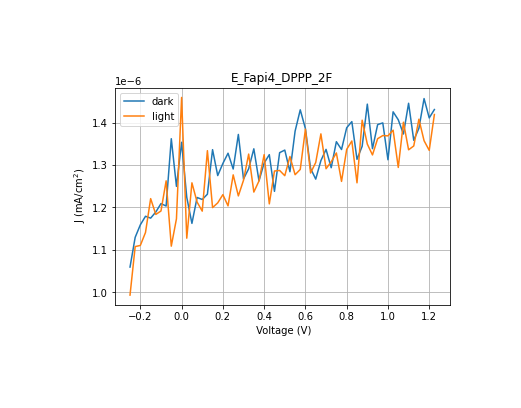 E_Fapi4_DPPP_2F
1e−6
dark
light
1.4
1.3
1.2
1.1
1.0
J (mA/cm²)
−0.2 0.0 0.2 0.4 0.6 0.8 1.0 1.2
Voltage (V)